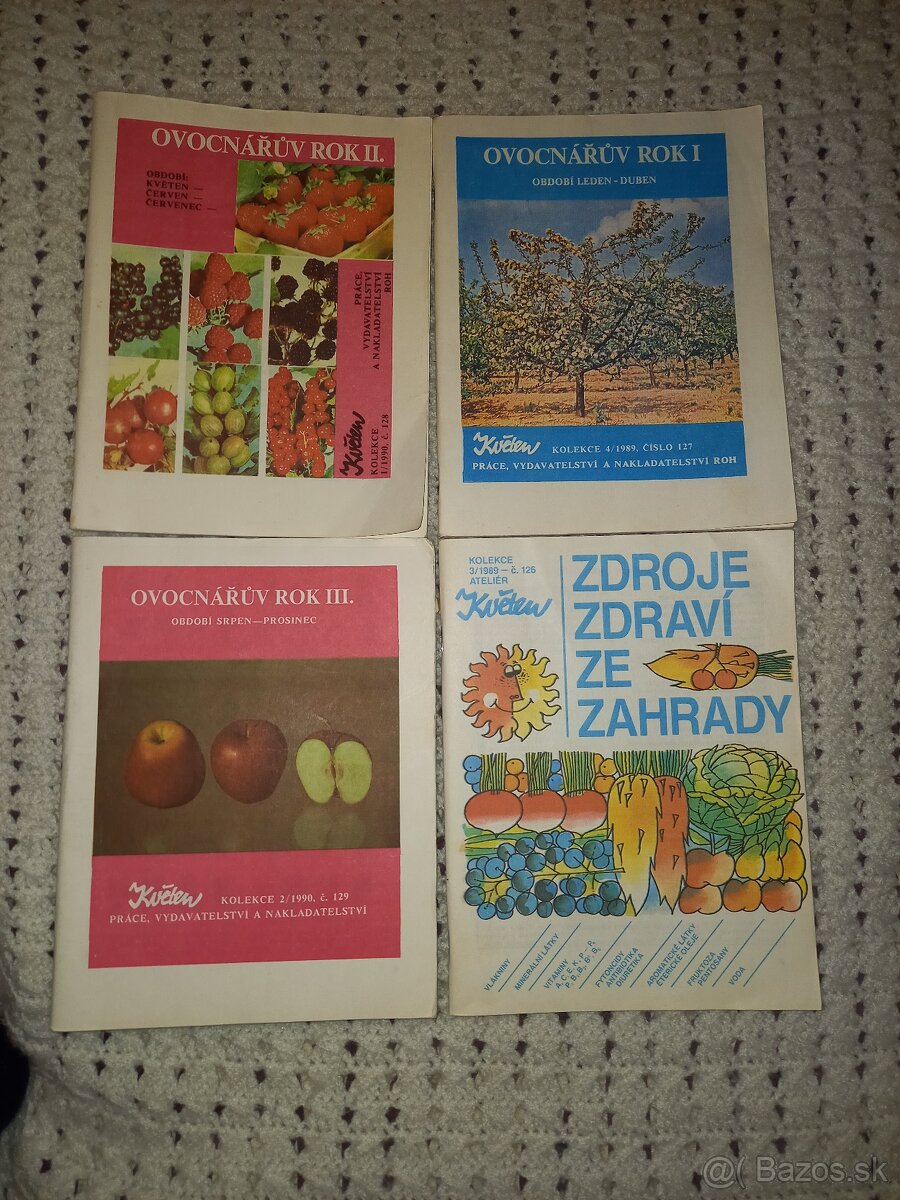 OVOCNÁŘŮV ROK II.
OBDOBÍ:
KVĚTEN —
ČERVEN —
ČERVENEC —
PRÁCE,
VYDAVATELSTVÍ
A NAKLADATELSTVÍ
ROH
Květen
KOLEKCE
1/1990, č. 128
OVOCNÁŘŮV ROK I
OBDOBÍ LEDEN - DUBEN
Květen KOLEKCE 4/1989, ČÍSLO 127
PRÁCE, VYDAVATELSTVÍ A NAKLADATELSTVÍ ROH
OVOCNÁŘŮV ROK III.
OBDOBÍ SRPEN—PROSINEC
Květen KOLEKCE 2/1990, č. 129
PRÁCE, VYDAVATELSTVÍ A NAKLADATELSTVÍ
KOLEKCE
3/1989 — č. 126
ATELIÉR
Květen
ZDROJE
ZDRAVÍ
ZE
ZAHRADY
VLÁKNINY
MINERÁLNÍ LÁTKY
VITAMINY
A, C, E, K, P — P,
FYTONCIDY
ANTIBIOTIKA
DIURETIKA
AROMATICKÉ LÁTKY
ÉTERICKÉ OLEJE
FRUKTÓZA
PENTOSANY
VODA
@( Bazos.sk